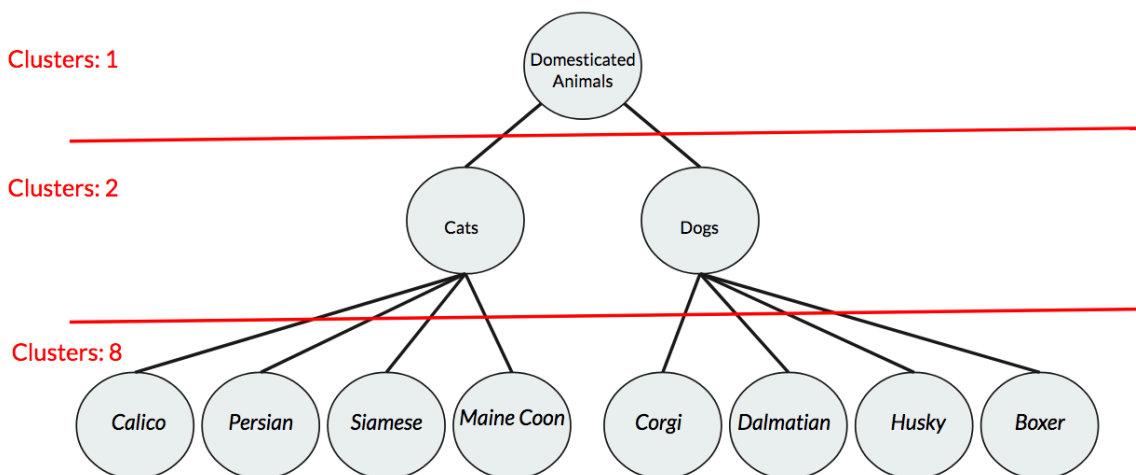 Clusters: 1
Domesticated
Animals
Clusters: 2
Cats
Dogs
Clusters: 8
Calico
Persian
Siamese
Maine Coon
Corgi
Dalmatian
Husky
Boxer